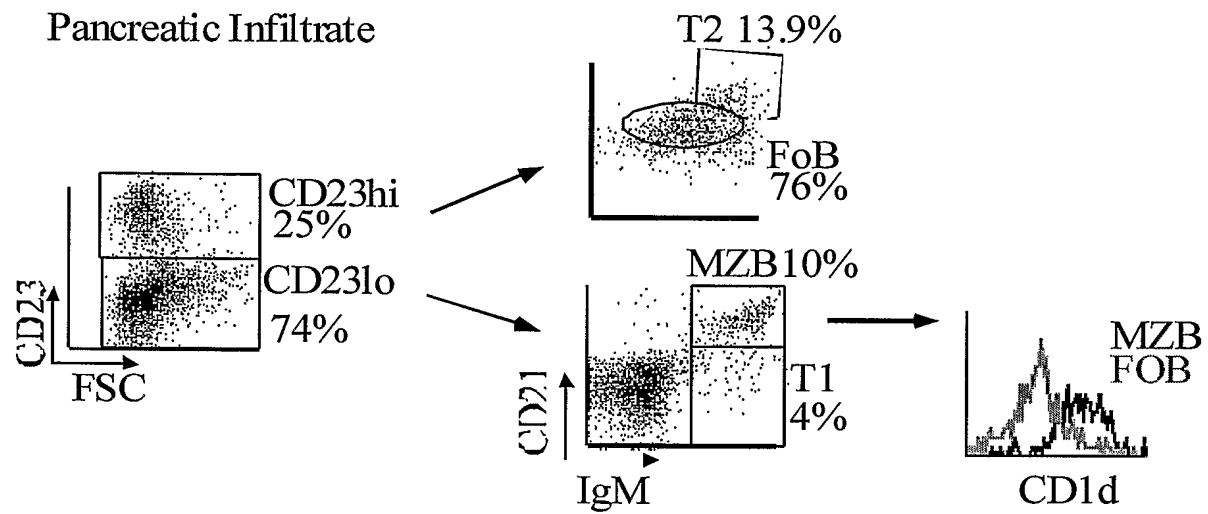 Pancreatic Infiltrate
T2 13.9%
FoB
76%
CD23hi
25%
CD23lo
74%
CD23
FSC
MZB10%
T1
4%
CD21
IgM
MZB
FOB
CD1d